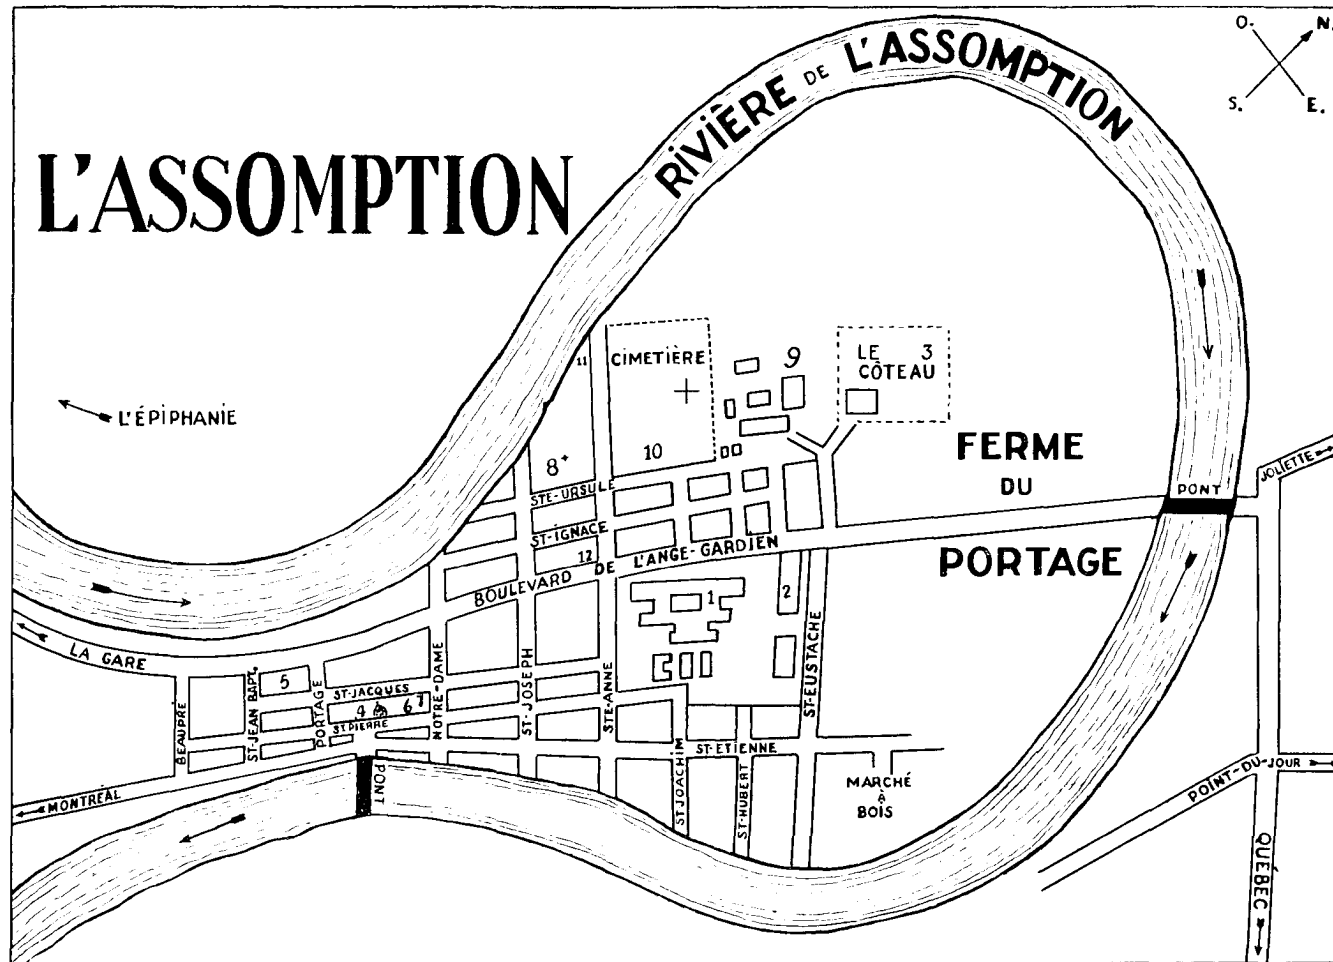 O.
N.
S.
E.
RIVIÈRE DE L'ASSOMPTION
L'ASSOMPTION
L'ÉPIPHANIE
11
CIMETIÈRE
9
LE 3
CÔTEAU
8
10
FERME
DU
PORTAGE
PONT
JOLIETTE
STE-URSULE
ST-IGNACE
12
BOULEVARD DE L'ANGE-GARDIEN
1
2
LA GARE
BEAUPRE
ST-JEAN BAPT.
5
PORTAGE
ST-JACQUES
4
6
7
ST PIERRE
NOTRE-DAME
ST-JOSEPH
STE-ANNE
ST-EUSTACHE
ST-ETIENNE
ST-JOACHIM
ST-HUBERT
MARCHÉ
à
BOIS
MONTRÉAL
PONT
POINT-DU-JOUR
QUÉBEC